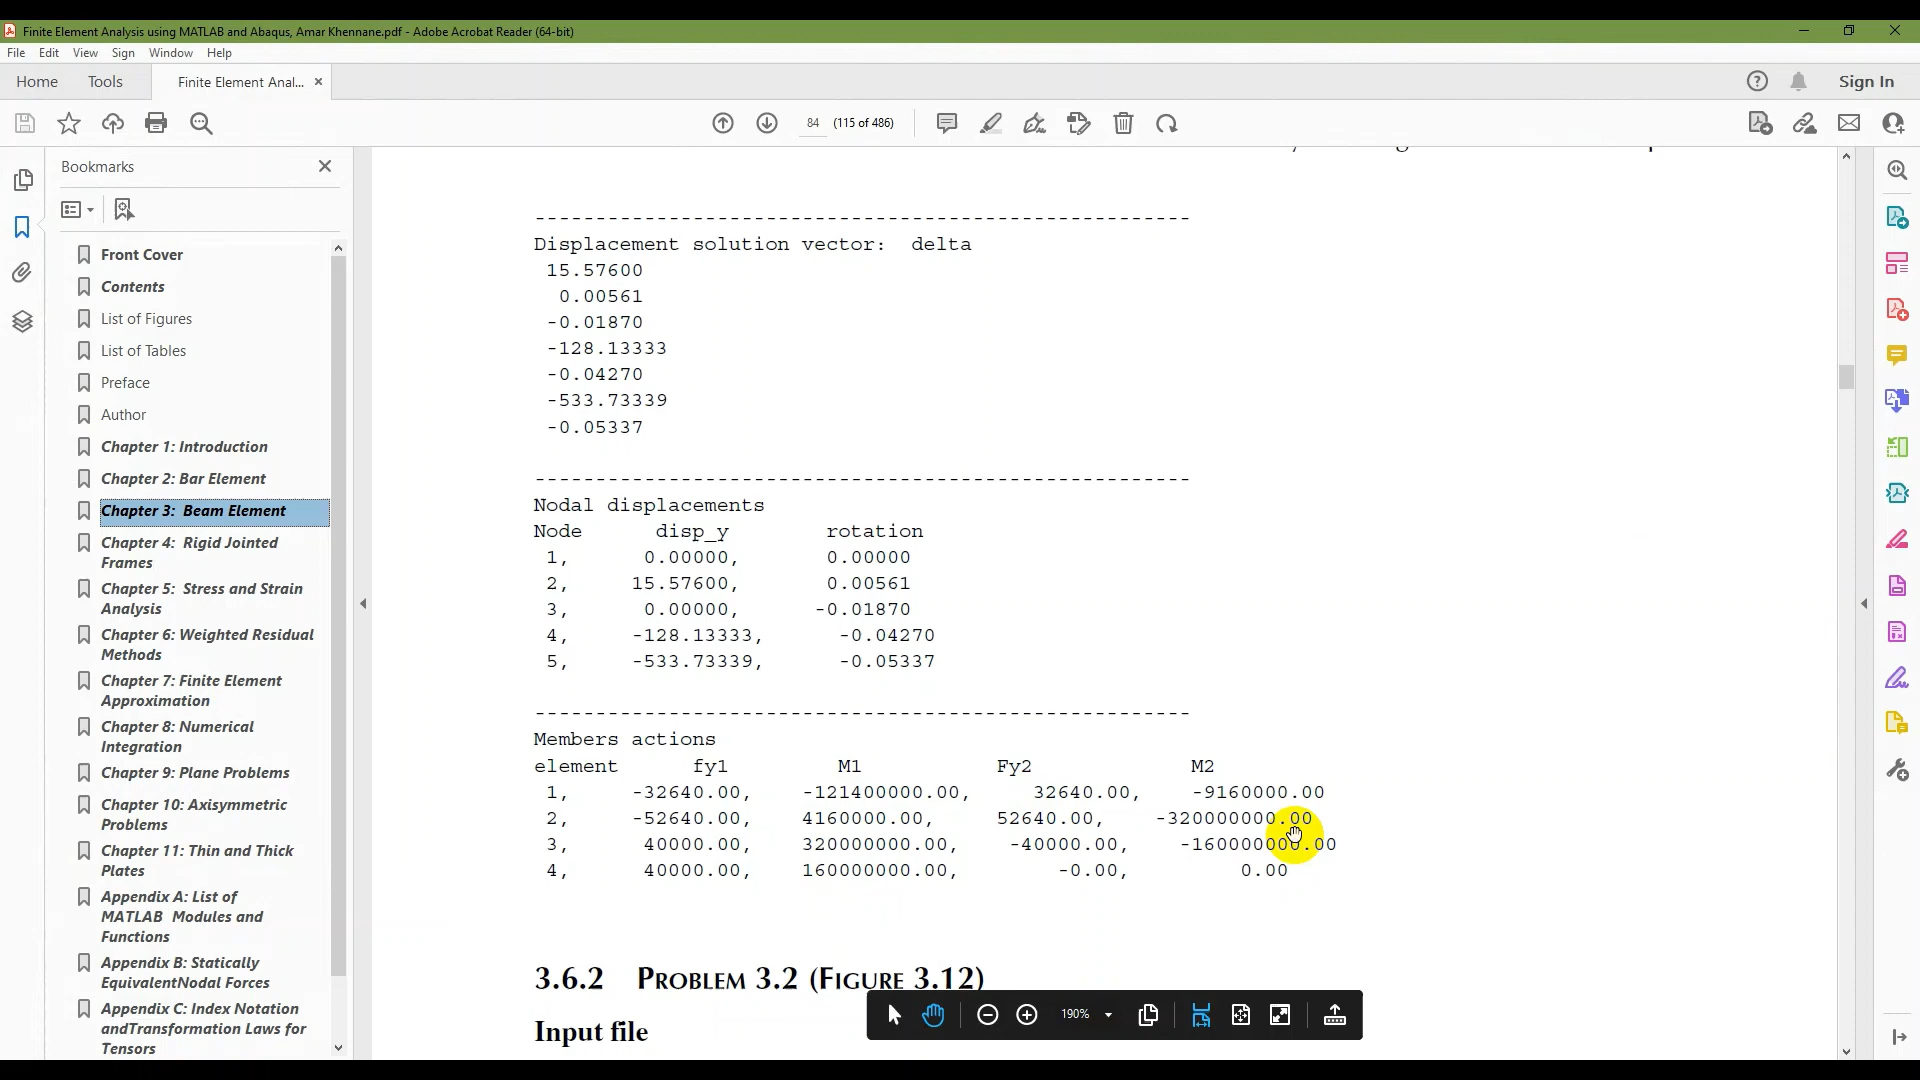 Finite Element Analysis using MATLAB and Abaqus, Amar Khennane.pdf - Adobe Acrobat Reader (64-bit)
File Edit View Sign Window Help
Home Tools Finite Element Anal...
Sign In
84 (115 of 486)
Bookmarks
Front Cover
Contents
List of Figures
List of Tables
Preface
Author
Chapter 1: Introduction
Chapter 2: Bar Element
Chapter 3: Beam Element
Chapter 4: Rigid Jointed
Frames
Chapter 5: Stress and Strain
Analysis
Chapter 6: Weighted Residual
Methods
Chapter 7: Finite Element
Approximation
Chapter 8: Numerical
Integration
Chapter 9: Plane Problems
Chapter 10: Axisymmetric
Problems
Chapter 11: Thin and Thick
Plates
Appendix A: List of
MATLAB Modules and
Functions
Appendix B: Statically
EquivalentNodal Forces
Appendix C: Index Notation
andTransformation Laws for
Tensors
------------------------------------------------------
Displacement solution vector: delta
15.57600
0.00561
-0.01870
-128.13333
-0.04270
-533.73339
-0.05337
------------------------------------------------------
Nodal displacements
Node disp_y rotation
1, 0.00000, 0.00000
2, 15.57600, 0.00561
3, 0.00000, -0.01870
4, -128.13333, -0.04270
5, -533.73339, -0.05337
------------------------------------------------------
Members actions
element fy1 M1 Fy2 M2
1, -32640.00, -121400000.00, 32640.00, -9160000.00
2, -52640.00, 4160000.00, 52640.00, -320000000.00
3, 40000.00, 320000000.00, -40000.00, -160000000.00
4, 40000.00, 160000000.00, -0.00, 0.00
3.6.2 PROBLEM 3.2 (FIGURE 3.12)
Input file
190%